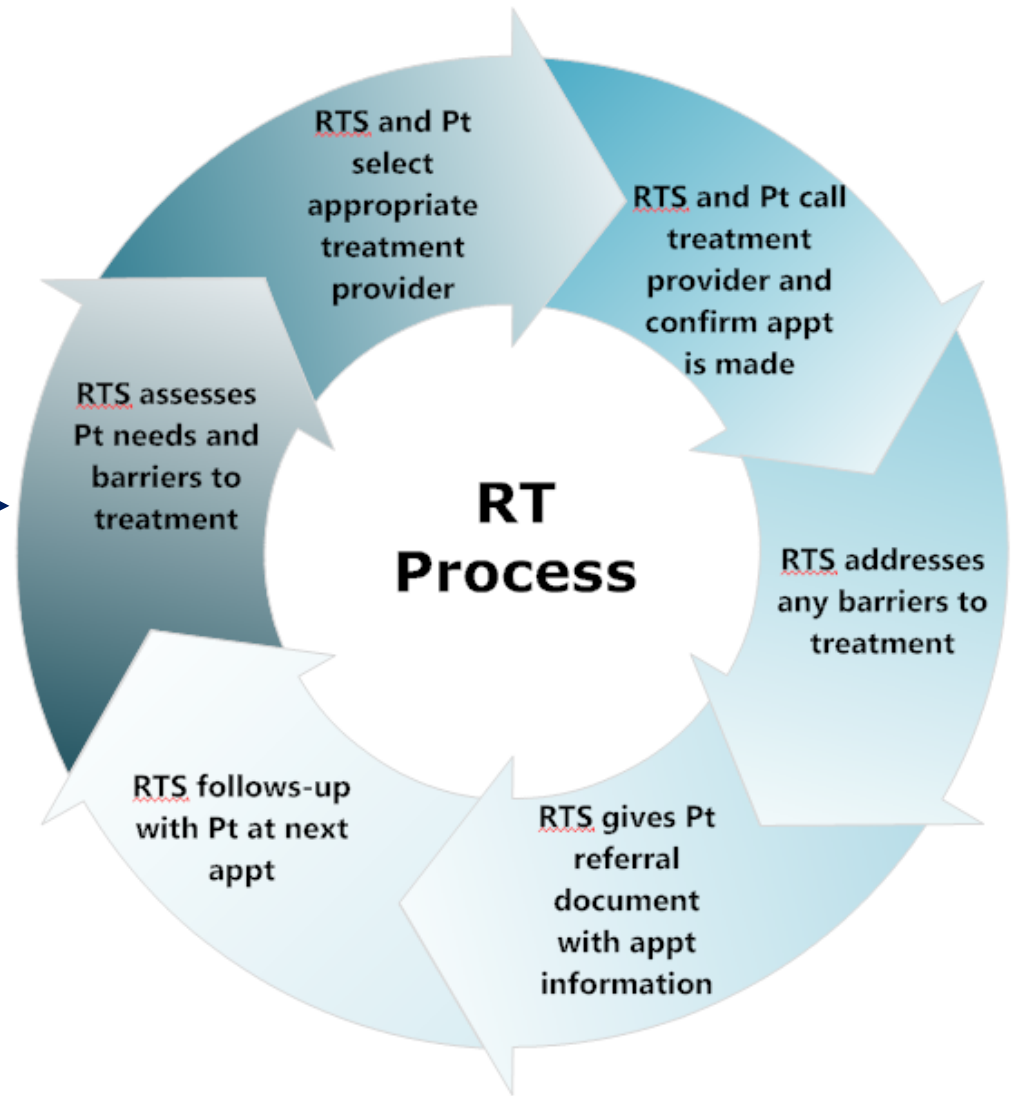 RTS and Pt
select
appropriate
treatment
provider
RTS and Pt call
treatment
provider and
confirm appt
is made
RTS addresses
any barriers to
treatment
RTS gives Pt
referral
document
with appt
information
RTS follows-up
with Pt at next
appt
RTS assesses
Pt needs and
barriers to
treatment
RT
Process